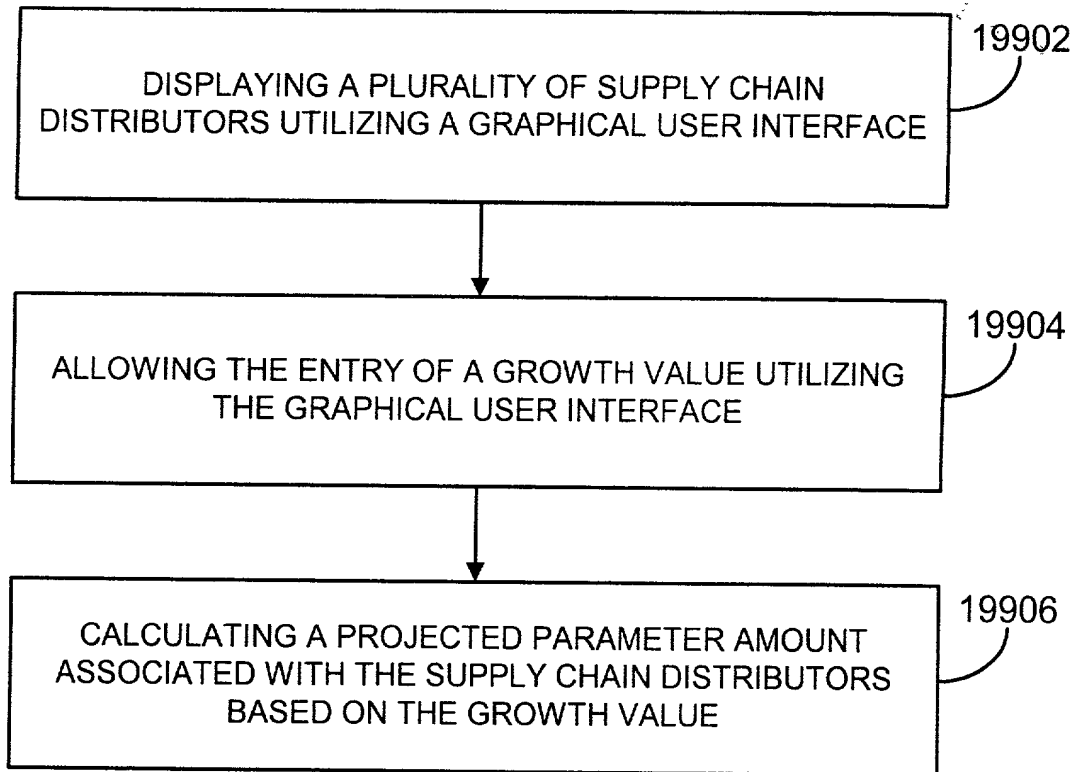 19902
DISPLAYING A PLURALITY OF SUPPLY CHAIN
DISTRIBUTORS UTILIZING A GRAPHICAL USER INTERFACE
19904
ALLOWING THE ENTRY OF A GROWTH VALUE UTILIZING
THE GRAPHICAL USER INTERFACE
19906
CALCULATING A PROJECTED PARAMETER AMOUNT
ASSOCIATED WITH THE SUPPLY CHAIN DISTRIBUTORS
BASED ON THE GROWTH VALUE